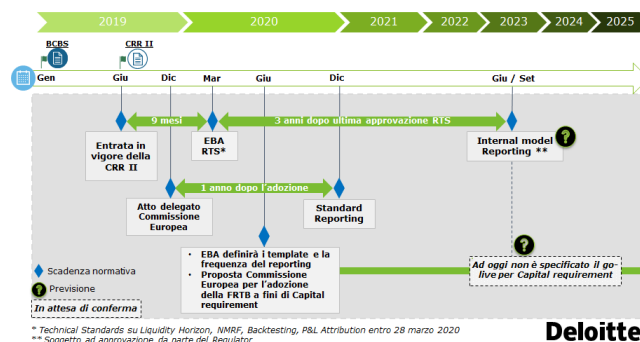 2019 2020 2021 2022 2023 2024 2025
BCBS CRR II
Gen Giu Dic Mar Giu Dic Giu / Set
9 mesi 3 anni dopo ultima approvazione RTS
Entrata in
vigore della
CRR II
EBA
RTS*
Internal model
Reporting **
?
1 anno dopo l'adozione
Atto delegato
Commissione
Europea
Standard
Reporting
?
• EBA definirà i template e la
frequenza del reporting
• Proposta Commissione
Europea per l'adozione
della FRTB a fini di Capital
requirement
Ad oggi non è specificato il go-
live per Capital requirement
Scadenza normativa
? Previsione
In attesa di conferma
* Technical Standards su Liquidity Horizon, NMRF, Backtesting, P&L Attribution entro 28 marzo 2020
** Soggetto ad approvazione da parte del Regulator
Deloitte